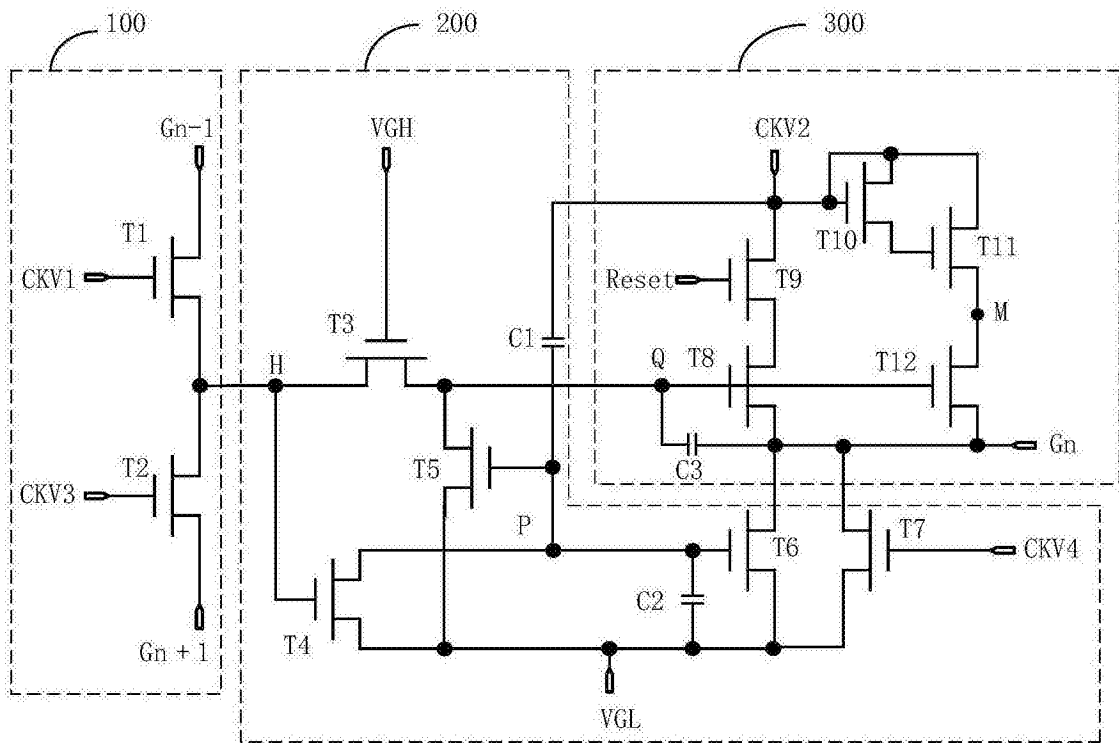 100
200
300
Gn-1
VGH
CKV2
T1
T10
T11
CKV1
Reset
T9
M
T3
C1
H
Q
T8
T12
T2
T5
C3
Gn
CKV3
P
T6
T7
CKV4
C2
T4
Gn+1
VGL